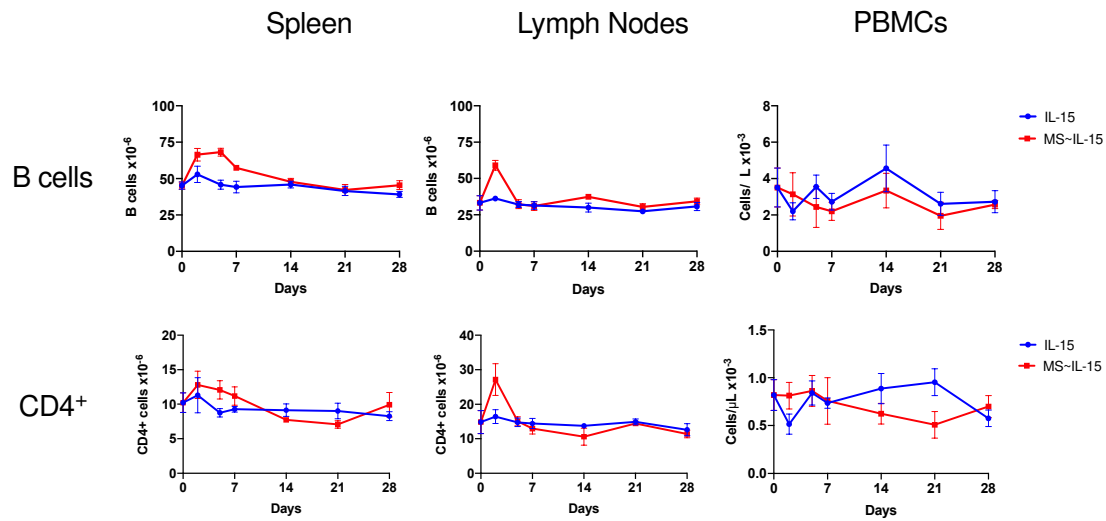 Spleen
Lymph Nodes
PBMCs
B cells
B cells x10-6
100
75
50
25
0
0 7 14 21 28
Days
B cells x10-6
100
75
50
25
0
0 7 14 21 28
Days
Cells/ L x10-3
8
6
4
2
0
0 7 14 21 28
Days
IL-15
MS~IL-15
CD4+
CD4+ cells x10-6
20
15
10
5
0
0 7 14 21 28
Days
CD4+ cells x10-6
40
30
20
10
0
0 7 14 21 28
Days
Cells/µL x10-3
1.5
1.0
0.5
0.0
0 7 14 21 28
Days
IL-15
MS~IL-15